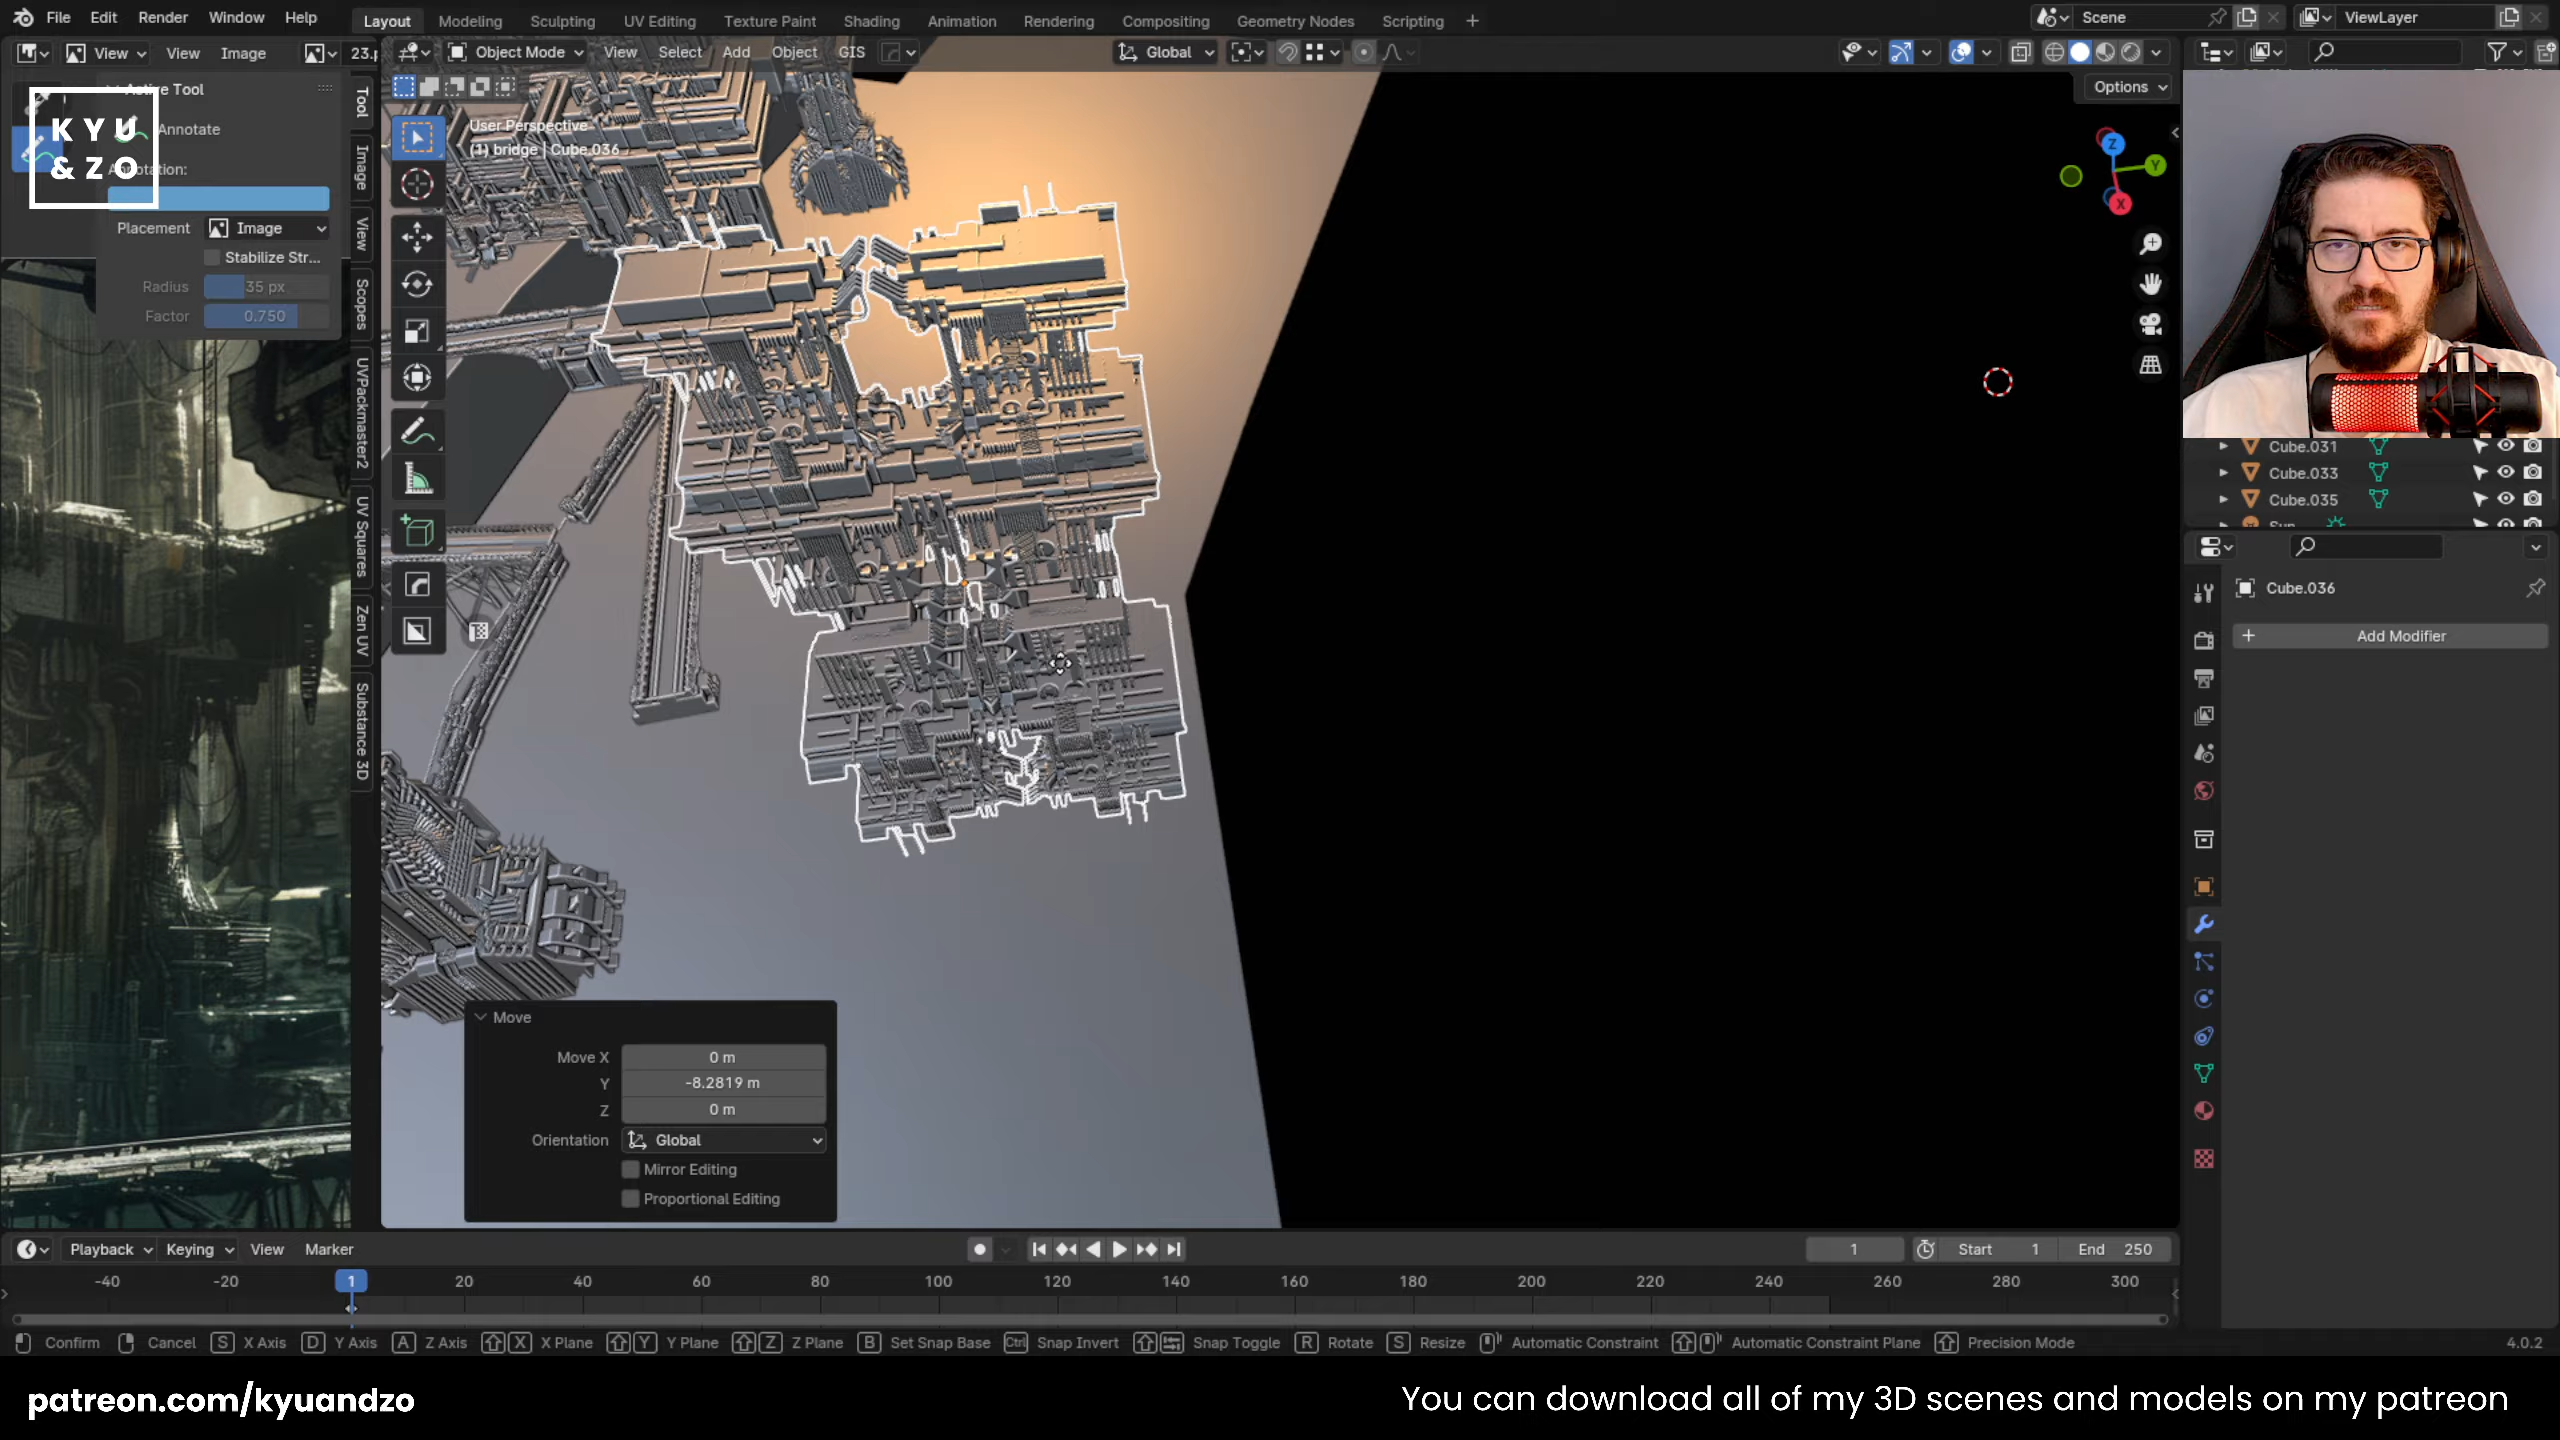 File Edit Render Window Help Layout Modeling Sculpting UV Editing Texture Paint Shading Animation Rendering Compositing Geometry Nodes Scripting + Scene ViewLayer
View View Image 23. Object Mode View Select Add Object GIS Global
Options
Active Tool
KYU
&ZO
Annotate
Placement Image
Stabilize Str...
Radius 35 px
Factor 0.750
Tool
Image
View
Scopes
UVPackmaster2
UV Squares
Zen UV
Substance 3D
User Perspective
(1) bridge | Cube.036
Z
Y
X
Cube.031
Cube.033
Cube.035
Sun
Cube.036
Add Modifier
Move
Move X 0 m
Y -8.2819 m
Z 0 m
Orientation Global
Mirror Editing
Proportional Editing
Playback Keying View Marker 1 Start 1 End 250
-40 -20 1 20 40 60 80 100 120 140 160 180 200 220 240 260 280 300
Confirm Cancel S X Axis D Y Axis A Z Axis X X Plane Y Y Plane Z Z Plane B Set Snap Base Ctrl Snap Invert Snap Toggle R Rotate S Resize Automatic Constraint Automatic Constraint Plane Precision Mode 4.0.2
patreon.com/kyuandzo
You can download all of my 3D scenes and models on my patreon